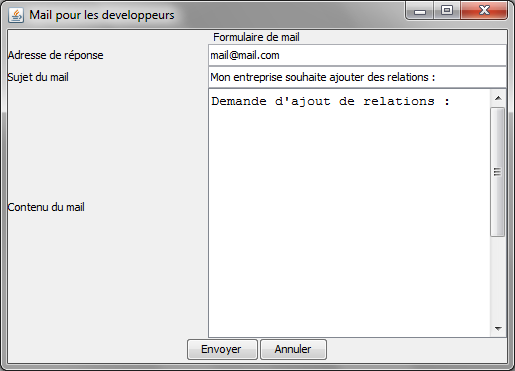 Mail pour les developpeurs
Formulaire de mail
Adresse de réponse
mail@mail.com
Sujet du mail
Mon entreprise souhaite ajouter des relations :
Demande d'ajout de relations :
Contenu du mail
Envoyer
Annuler